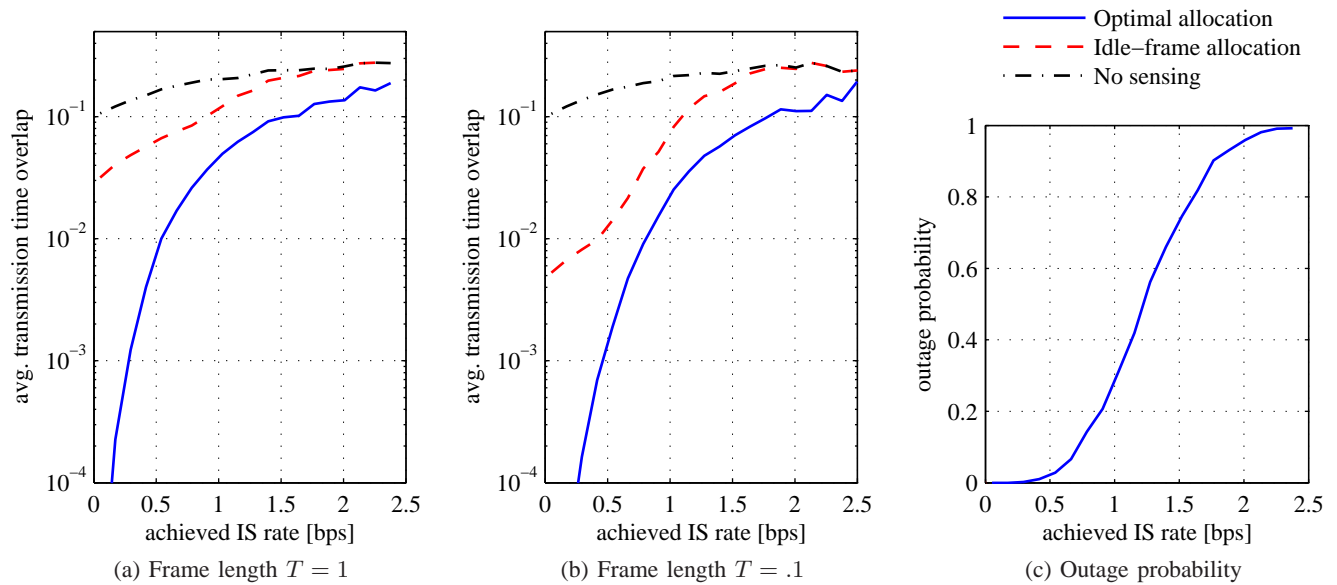 Optimal allocation
Idle−frame allocation
No sensing
avg. transmission time overlap
10−1
10−2
10−3
10−4
0 0.5 1 1.5 2 2.5
achieved IS rate [bps]
(a) Frame length T = 1
avg. transmission time overlap
10−1
10−2
10−3
10−4
0 0.5 1 1.5 2 2.5
achieved IS rate [bps]
(b) Frame length T = .1
outage probability
1
0.8
0.6
0.4
0.2
0
0 0.5 1 1.5 2 2.5
achieved IS rate [bps]
(c) Outage probability